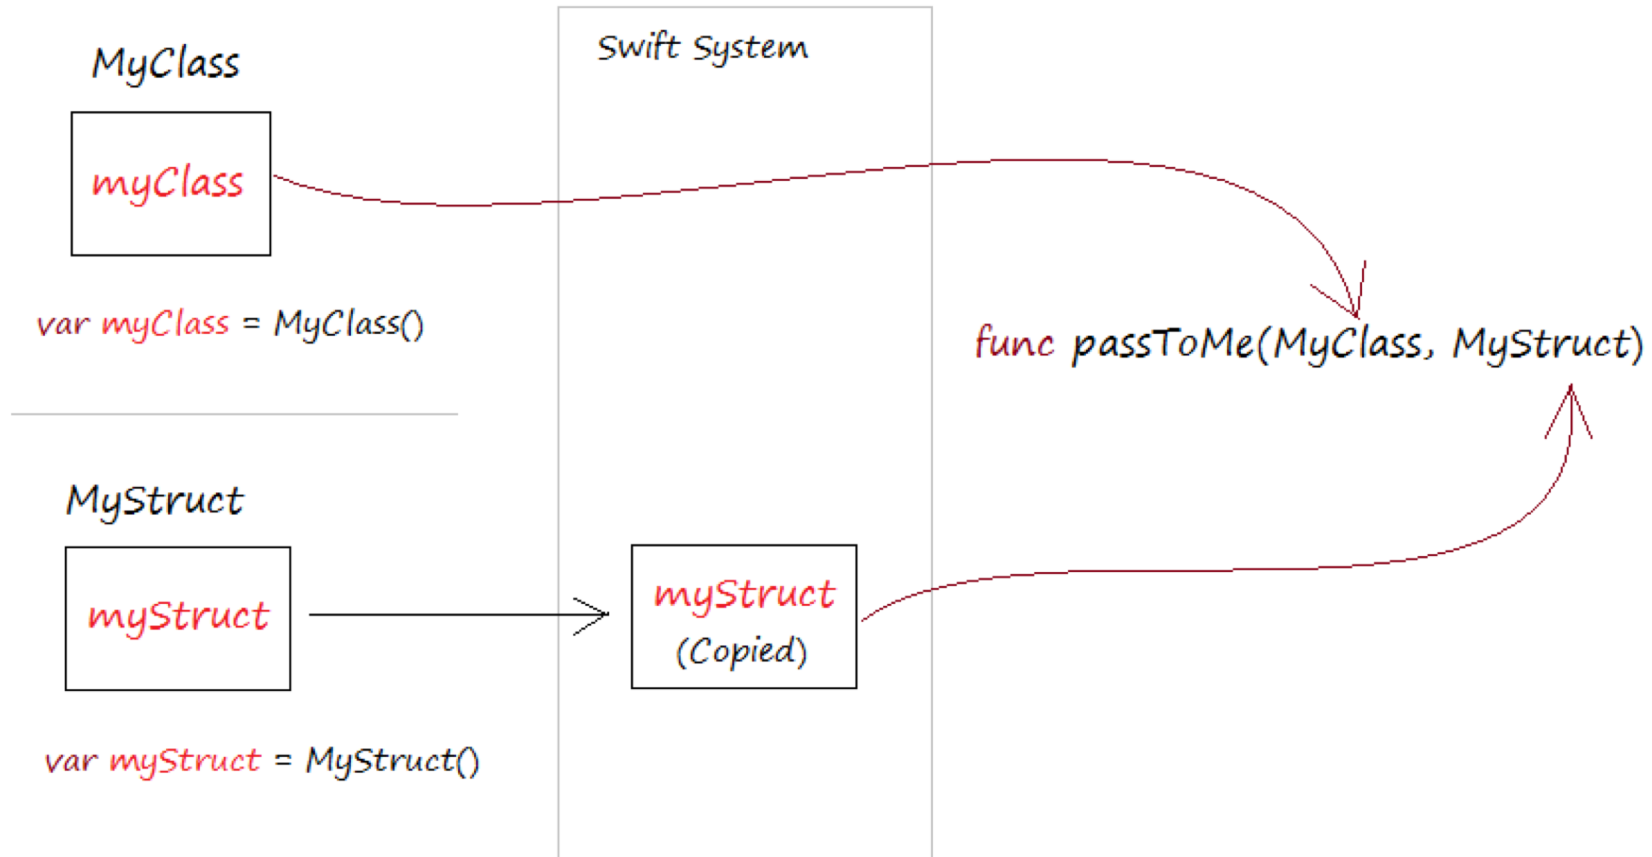 MyClass
myClass
var myClass = MyClass()
Swift System
func passToMe(MyClass, MyStruct)
MyStruct
myStruct
var myStruct = MyStruct()
myStruct
(Copied)